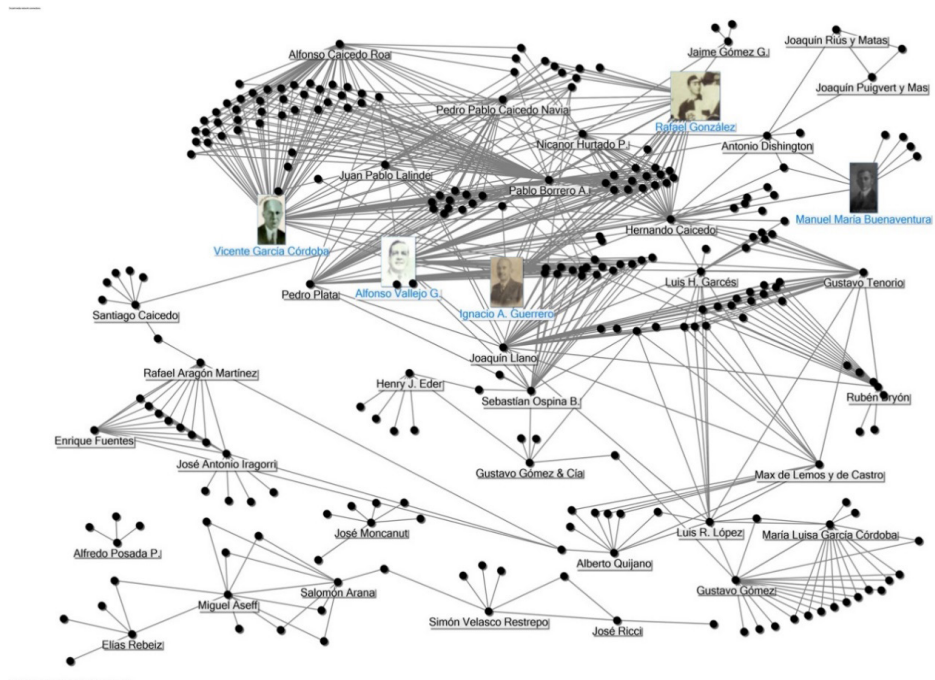 Alfonso Caicedo Roa
Jaime Gómez G.
Joaquín Riús y Matas
Joaquín Puigvert y Mas
Pedro Pablo Caicedo Navia
Rafael González
Nicanor Hurtado P.
Antonio Dishington
Juan Pablo Lalinde
Pablo Borrero A.
Manuel María Buenaventura
Hernando Caicedo
Vicente García Córdoba
Pedro Plata
Alfonso Vallejo G.
Luis H. Garcés
Gustavo Tenorio
Santiago Caicedo
Ignacio A. Guerrero
Joaquín Llano
Rafael Aragón Martínez
Henry J. Eder
Sebastían Ospina B.
Rubén Bryón
Enrique Fuentes
José Antonio Iragorri
Gustavo Gómez & Cía
Max de Lemos y de Castro
José Moncanut
Luis R. López
María Luisa García Córdoba
Alfredo Posada P.
Alberto Quijano
Salomón Arana
Gustavo Gómez
Miguel Aseff
Simón Velasco Restrepo
José Ricci
Elías Rebeiz